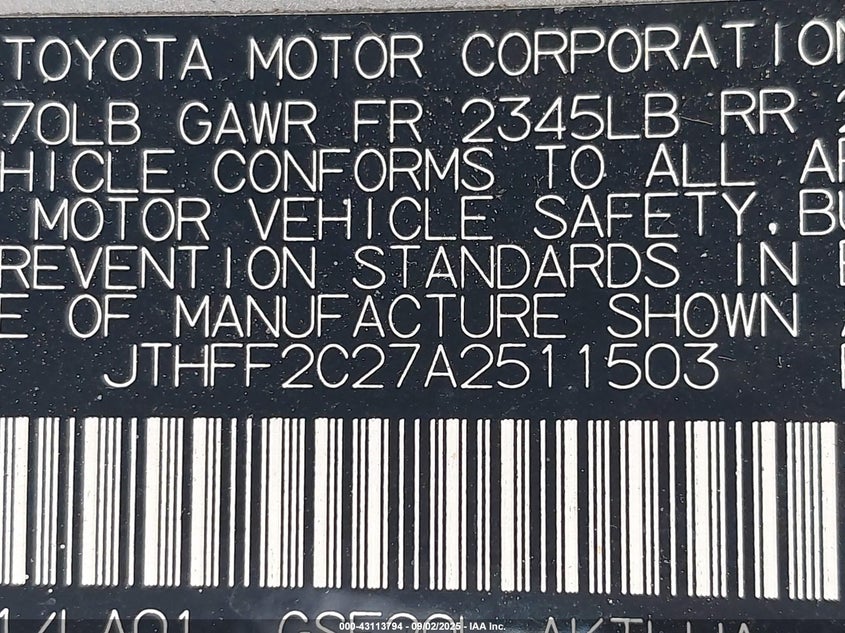 TOYOTA MOTOR CORPORATION
70LB GAWR FR 2345LB RR
HICLE CONFORMS TO ALL
MOTOR VEHICLE SAFETY, BU
REVENTION STANDARDS IN
E OF MANUFACTURE SHOWN
JTHFF2C27A2511503
000-43113794 - 09/02/2025 - IAA Inc.